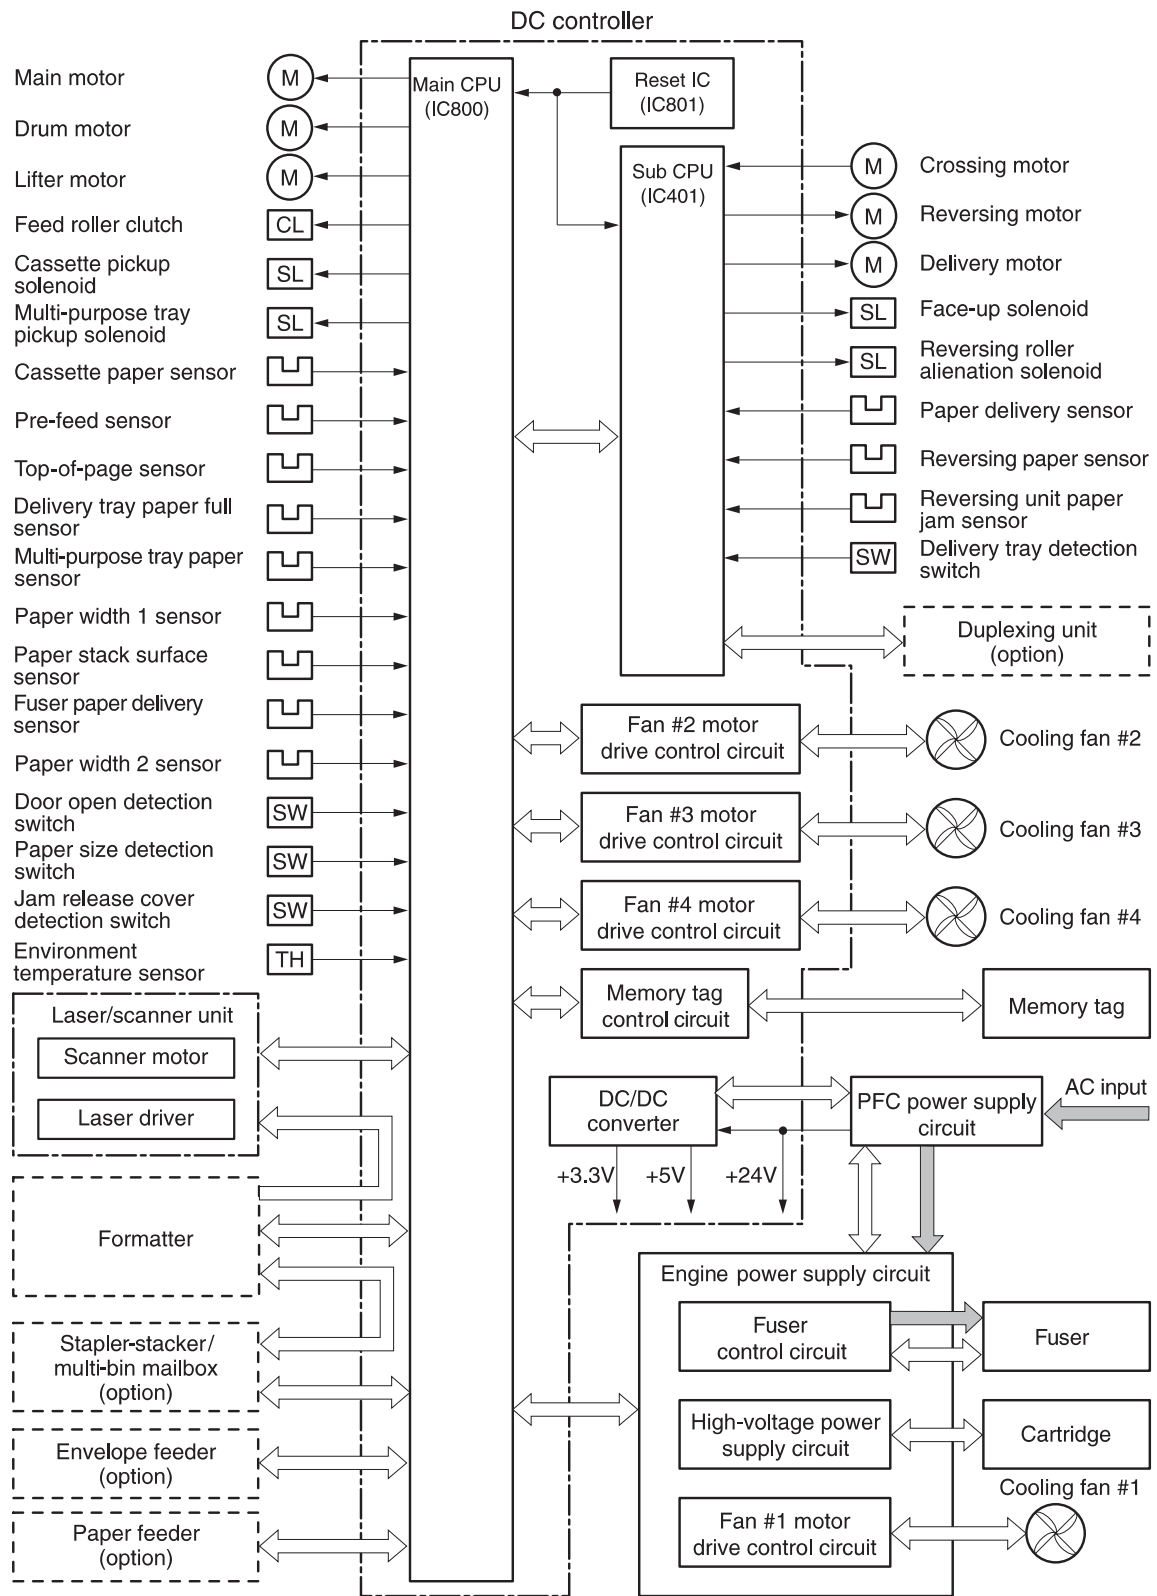 DC controller
Main motor
M
Drum motor
M
Lifter motor
M
Feed roller clutch
CL
Cassette pickup
solenoid
SL
Multi-purpose tray
pickup solenoid
SL
Cassette paper sensor
Pre-feed sensor
Top-of-page sensor
Delivery tray paper full
sensor
Multi-purpose tray paper
sensor
Paper width 1 sensor
Paper stack surface
sensor
Fuser paper delivery
sensor
Paper width 2 sensor
Door open detection
switch
SW
Paper size detection
switch
SW
Jam release cover
detection switch
SW
Environment
temperature sensor
TH
Laser/scanner unit
Scanner motor
Laser driver
Formatter
Stapler-stacker/
multi-bin mailbox
(option)
Envelope feeder
(option)
Paper feeder
(option)
Main CPU
(IC800)
Reset IC
(IC801)
Sub CPU
(IC401)
M
Crossing motor
M
Reversing motor
M
Delivery motor
SL
Face-up solenoid
SL
Reversing roller
alienation solenoid
Paper delivery sensor
Reversing paper sensor
Reversing unit paper
jam sensor
SW
Delivery tray detection
switch
Duplexing unit
(option)
Fan #2 motor
drive control circuit
Cooling fan #2
Fan #3 motor
drive control circuit
Cooling fan #3
Fan #4 motor
drive control circuit
Cooling fan #4
Memory tag
control circuit
Memory tag
DC/DC
converter
PFC power supply
circuit
AC input
+3.3V
+5V
+24V
Engine power supply circuit
Fuser
control circuit
Fuser
High-voltage power
supply circuit
Cartridge
Cooling fan #1
Fan #1 motor
drive control circuit